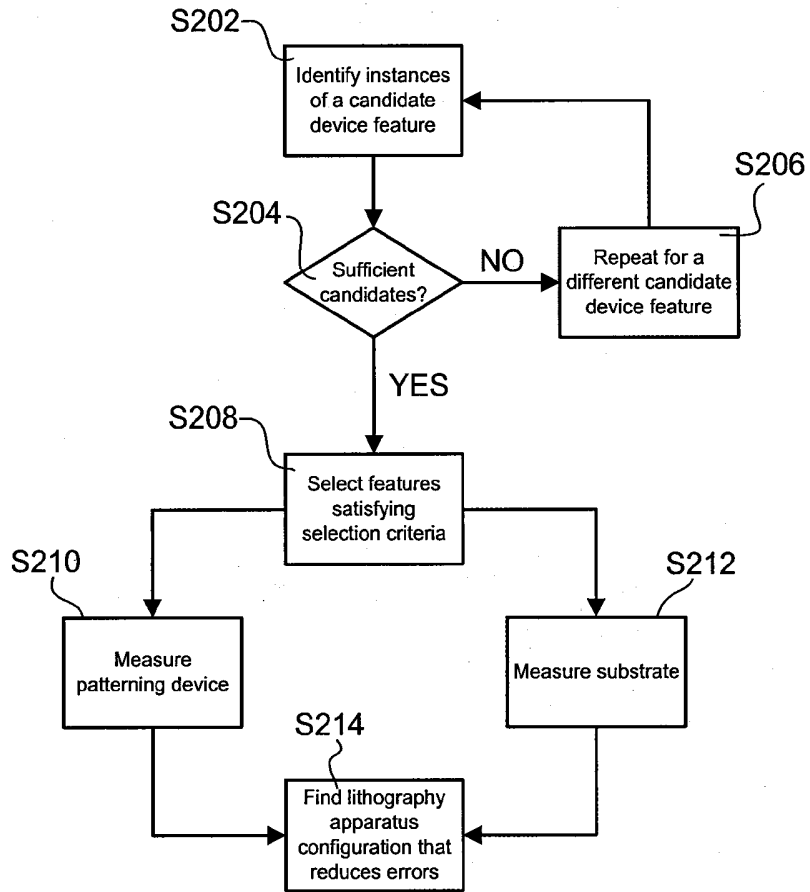 S202
Identify instances
of a candidate
device feature
S206
S204
Sufficient
candidates?
NO
Repeat for a
different candidate
device feature
YES
S208
Select features
satisfying
selection criteria
S210
S212
Measure
patterning device
Measure substrate
S214
Find lithography
apparatus
configuration that
reduces errors